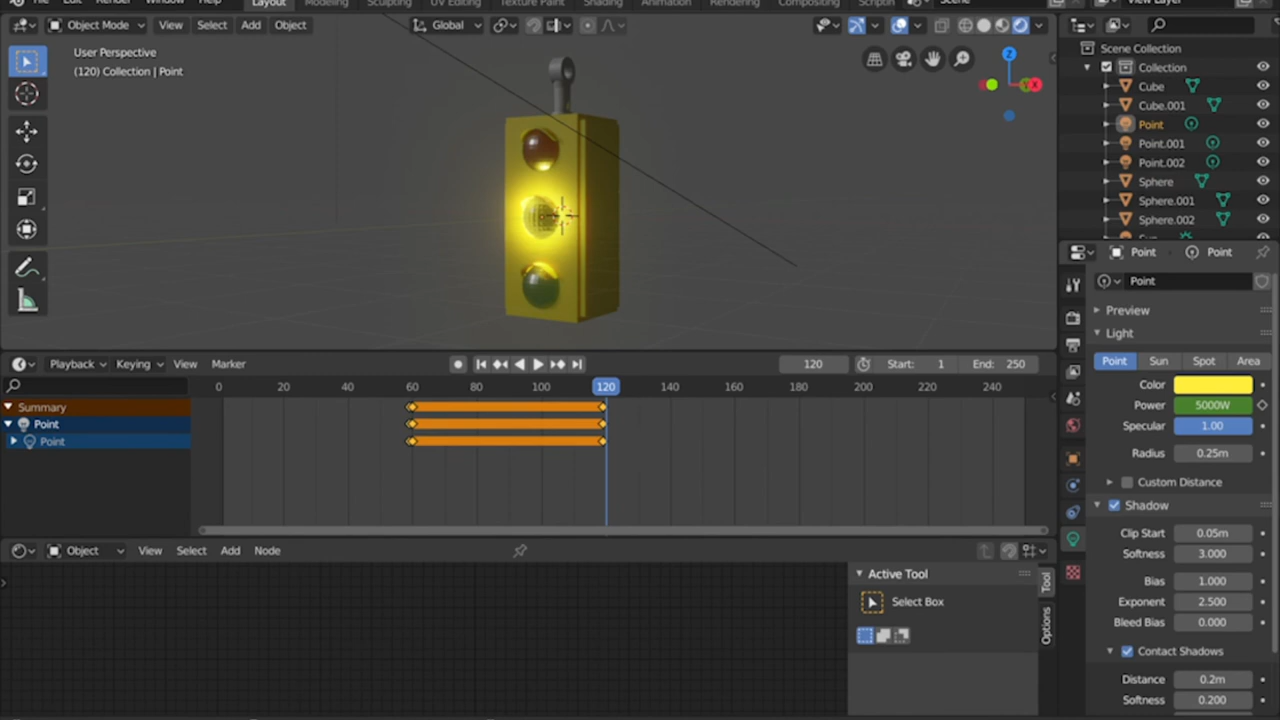 File Edit Render Window Help Layout Modeling Sculpting UV Editing Texture Paint Shading Animation Rendering Compositing Scriptin Scene View Layer
Object Mode View Select Add Object Global
User Perspective
(120) Collection | Point
Z
Y
X
Scene Collection
Collection
Cube
Cube.001
Point
Point.001
Point.002
Sphere
Sphere.001
Sphere.002
Point Point
Point
Preview
Light
Point Sun Spot Area
Color
Power 5000W
Specular 1.00
Radius 0.25m
Custom Distance
Shadow
Clip Start 0.05m
Softness 3.000
Bias 1.000
Exponent 2.500
Bleed Bias 0.000
Contact Shadows
Distance 0.2m
Softness 0.200
Playback Keying View Marker 120 Start: 1 End: 250
0 20 40 60 80 100 120 140 160 180 200 220 240
Summary
Point
Point
Object View Select Add Node
Active Tool
Select Box
Tool
Options